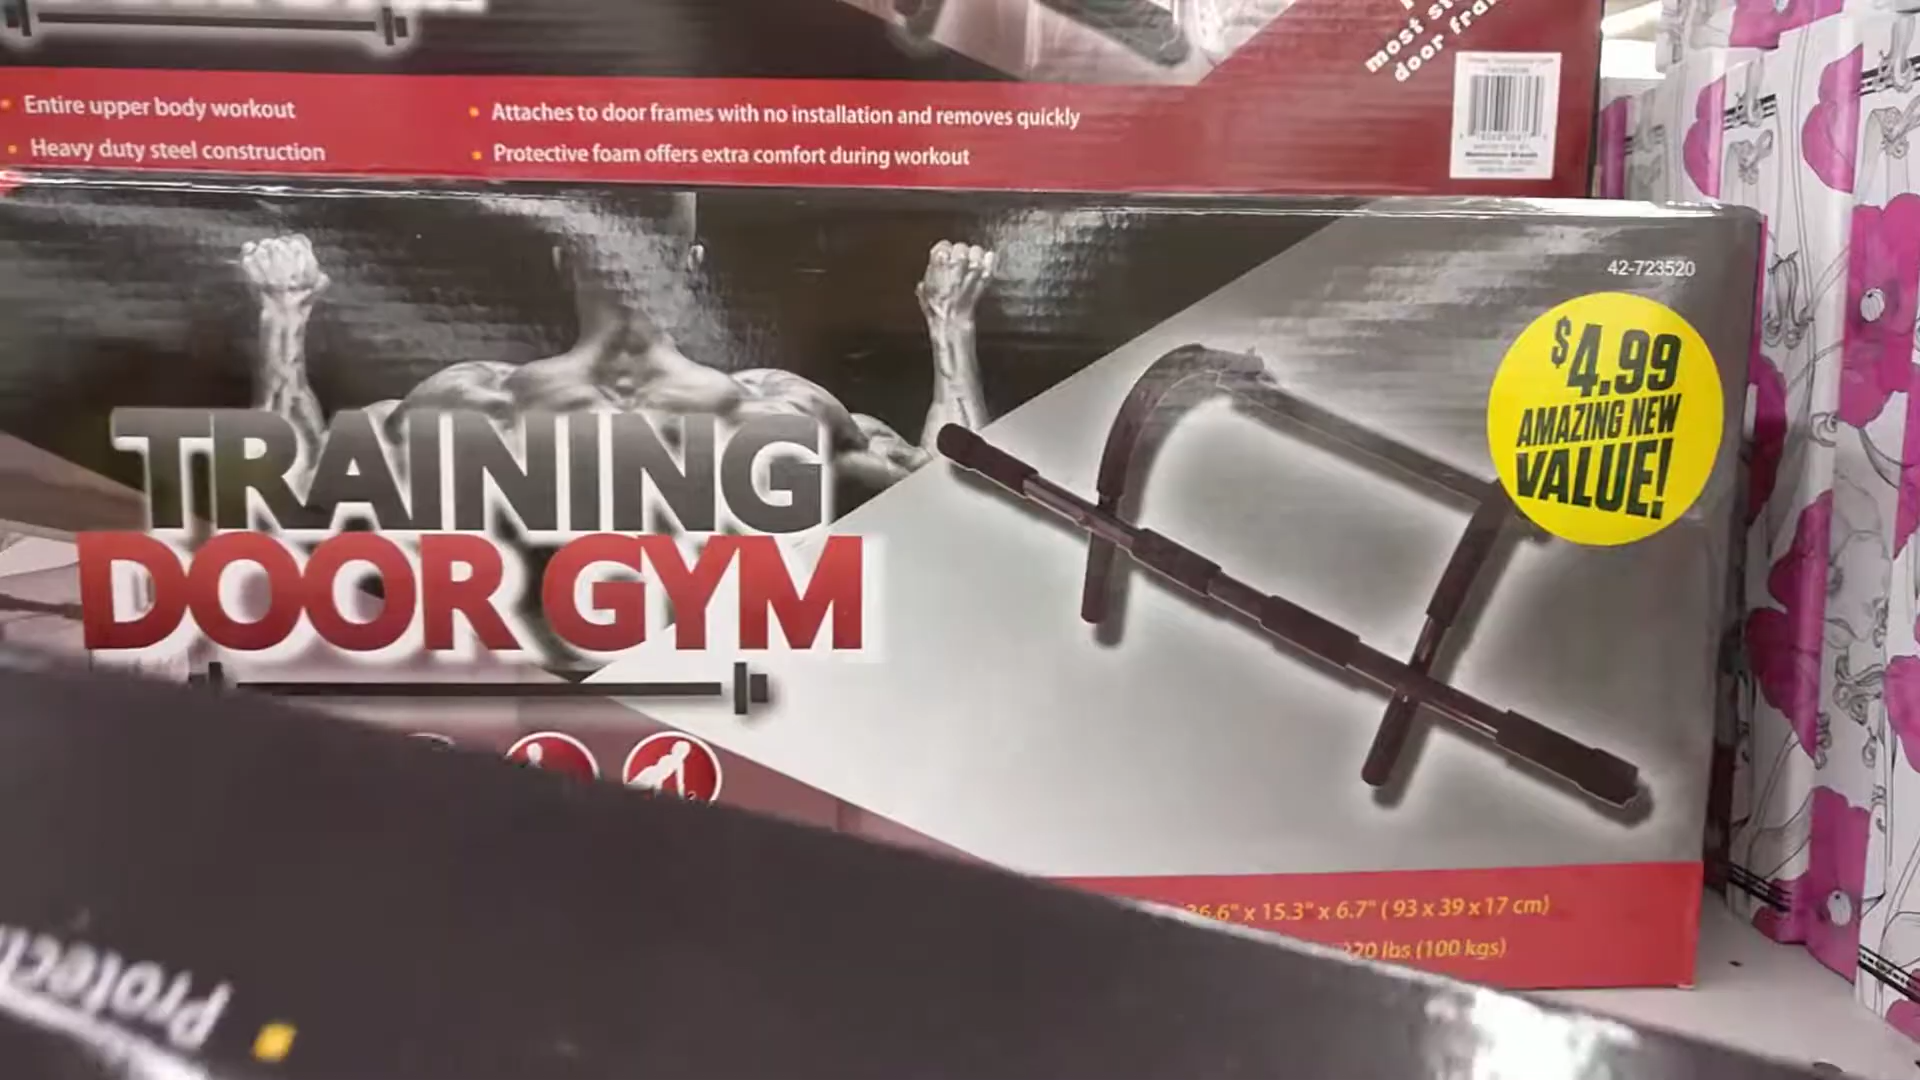 most
door
• Entire upper body workout
• Heavy duty steel construction
• Attaches to door frames with no installation and removes quickly
• Protective foam offers extra comfort during workout
42-723520
$4.99
AMAZING NEW
VALUE!
TRAINING
DOOR GYM
36.6" x 15.3" x 6.7" ( 93 x 39 x 17 cm)
lbs (100 kgs)